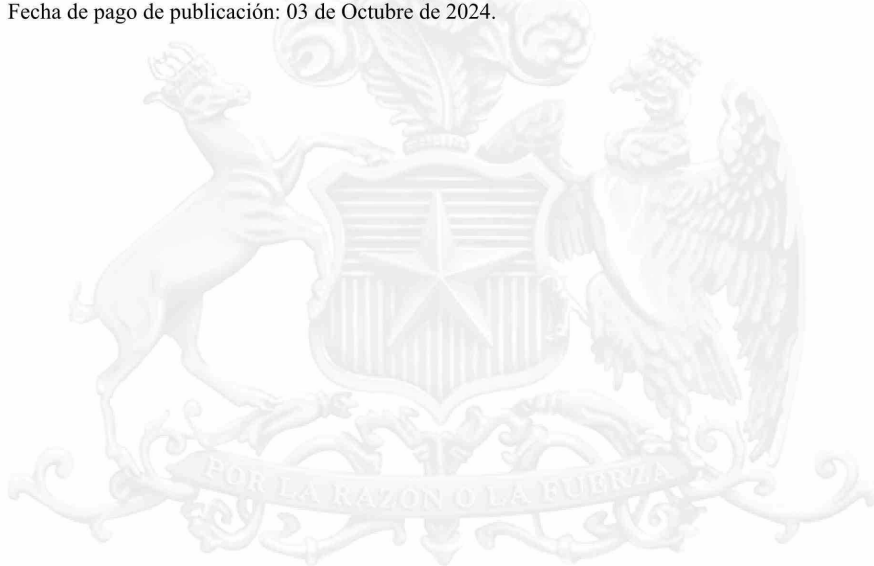 Fecha de pago de publicación: 03 de Octubre de 2024.
POR LA RAZON O LA FUERZA